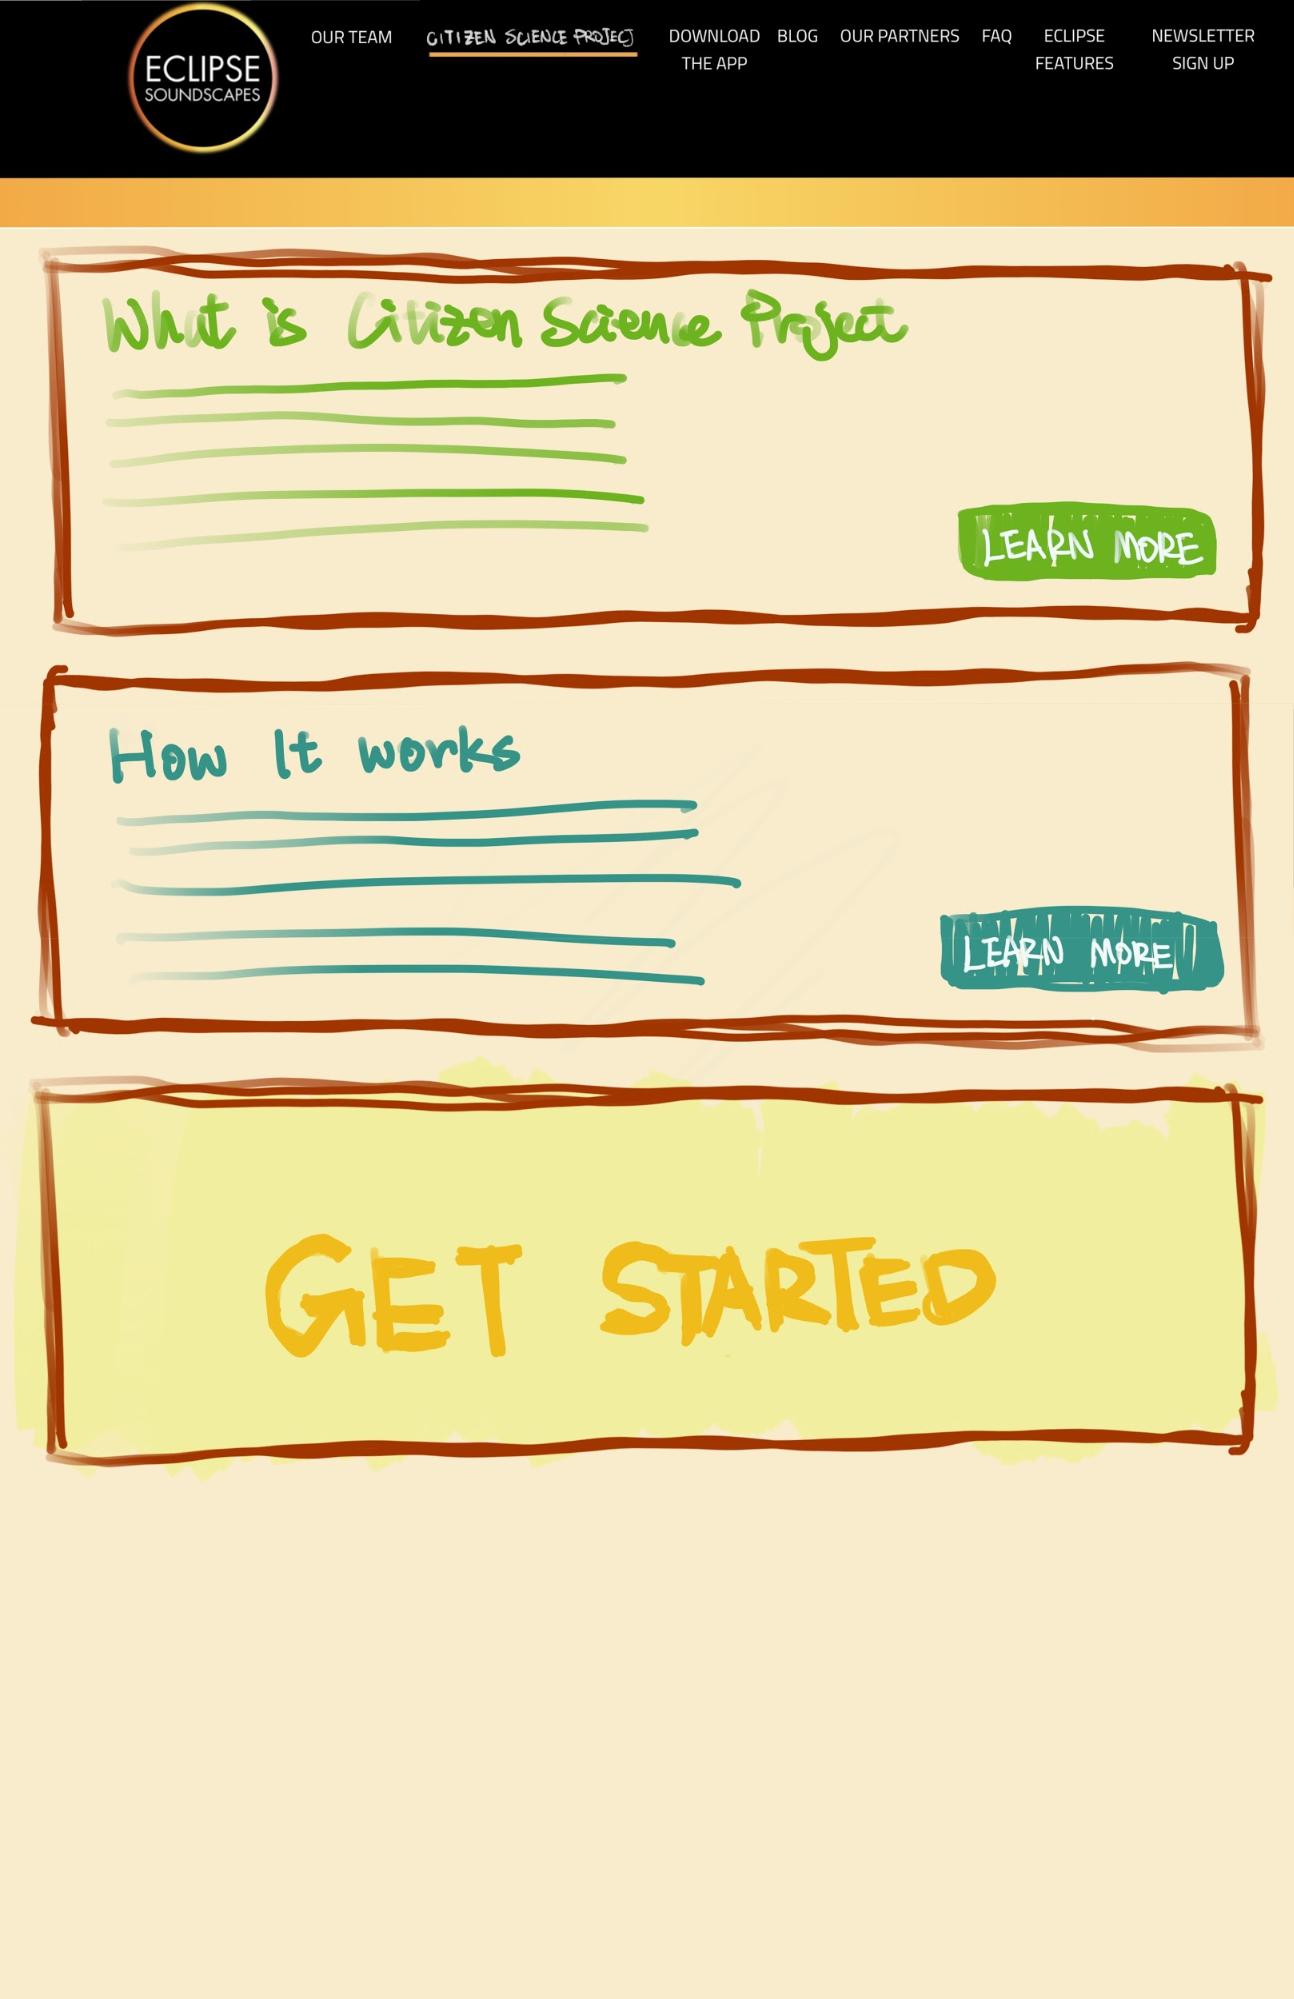 ECLIPSE
SOUNDSCAPES
OUR TEAM
CITIZEN SCIENCE PROJECJ
DOWNLOAD
THE APP
BLOG
OUR PARTNERS
FAQ
ECLIPSE
FEATURES
NEWSLETTER
SIGN UP
What is Citizen Science Project
LEARN MORE
How It works
LEARN MORE
GET STARTED